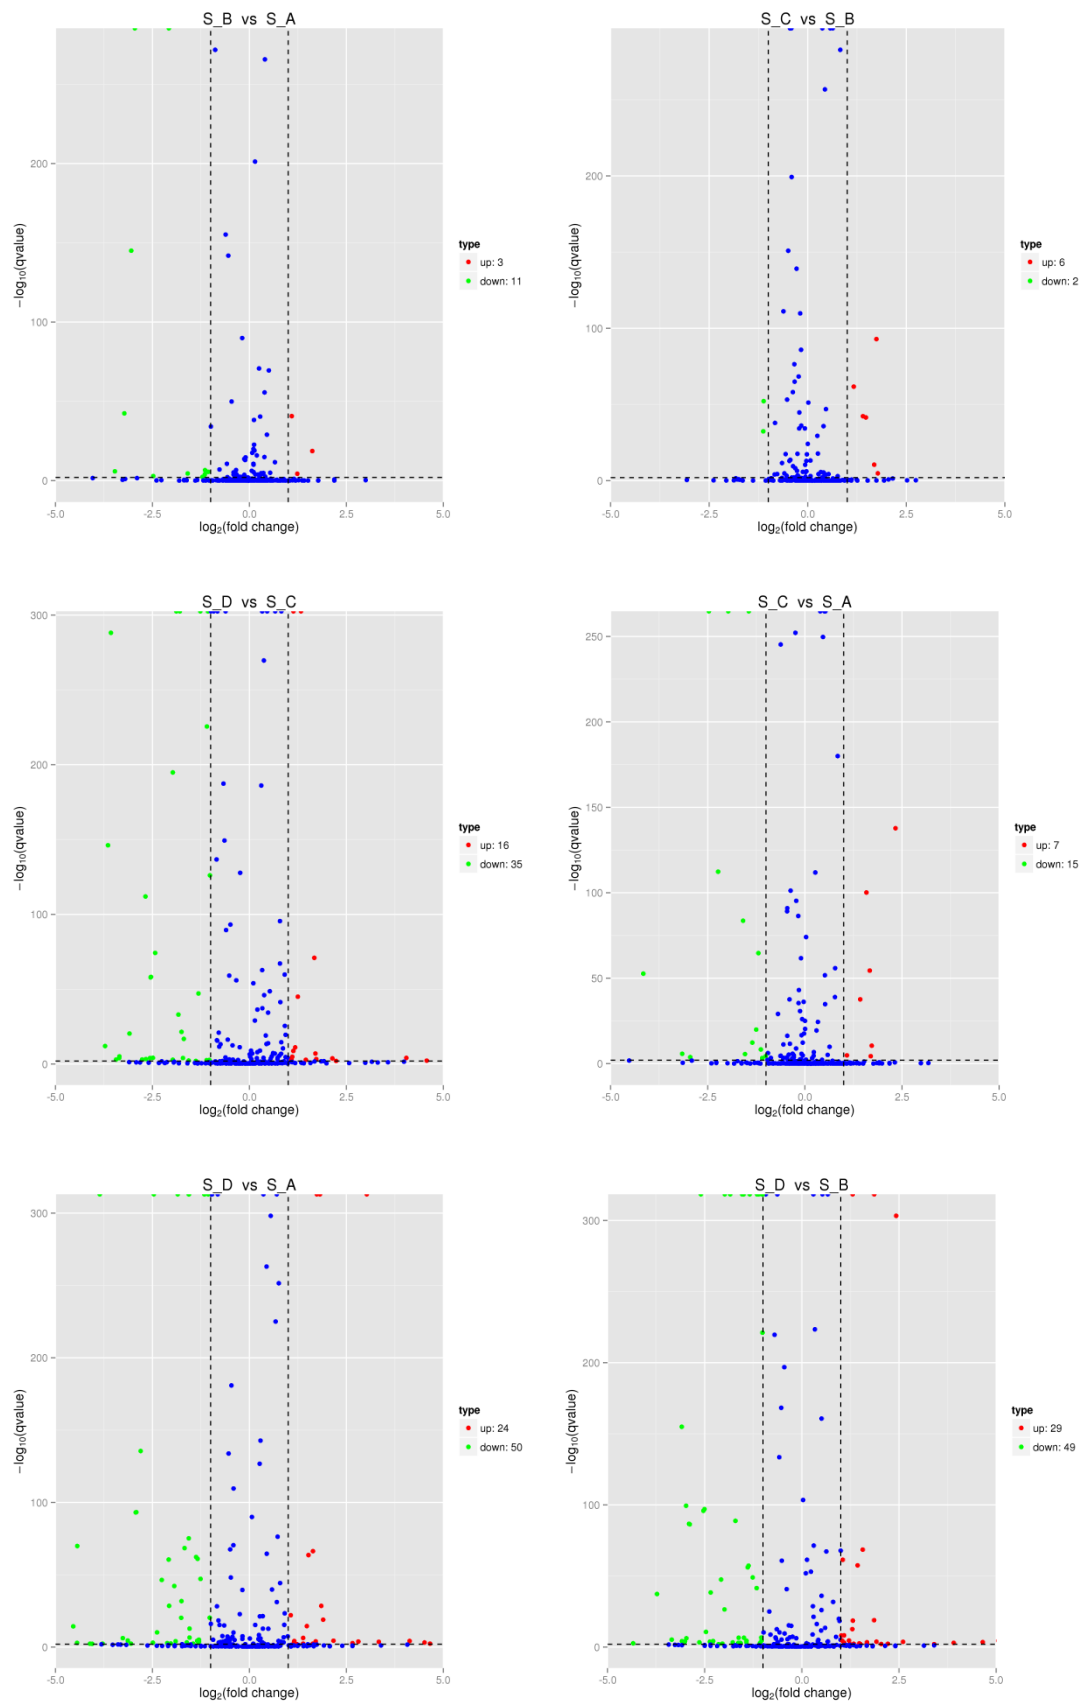 S_B vs S_A
200
100
0
-5.0 -2.5 0.0 2.5 5.0
−log10(qvalue)
log2(fold change)
type
up: 3
down: 11
S_C vs S_B
200
100
0
-5.0 -2.5 0.0 2.5 5.0
−log10(qvalue)
log2(fold change)
type
up: 6
down: 2
S_D vs S_C
300
200
100
0
-5.0 -2.5 0.0 2.5 5.0
−log10(qvalue)
log2(fold change)
type
up: 16
down: 35
S_C vs S_A
250
200
150
100
50
0
-5.0 -2.5 0.0 2.5 5.0
−log10(qvalue)
log2(fold change)
type
up: 7
down: 15
S_D vs S_A
300
200
100
0
-5.0 -2.5 0.0 2.5 5.0
−log10(qvalue)
log2(fold change)
type
up: 24
down: 50
S_D vs S_B
300
200
100
0
-5.0 -2.5 0.0 2.5 5.0
−log10(qvalue)
log2(fold change)
type
up: 29
down: 49